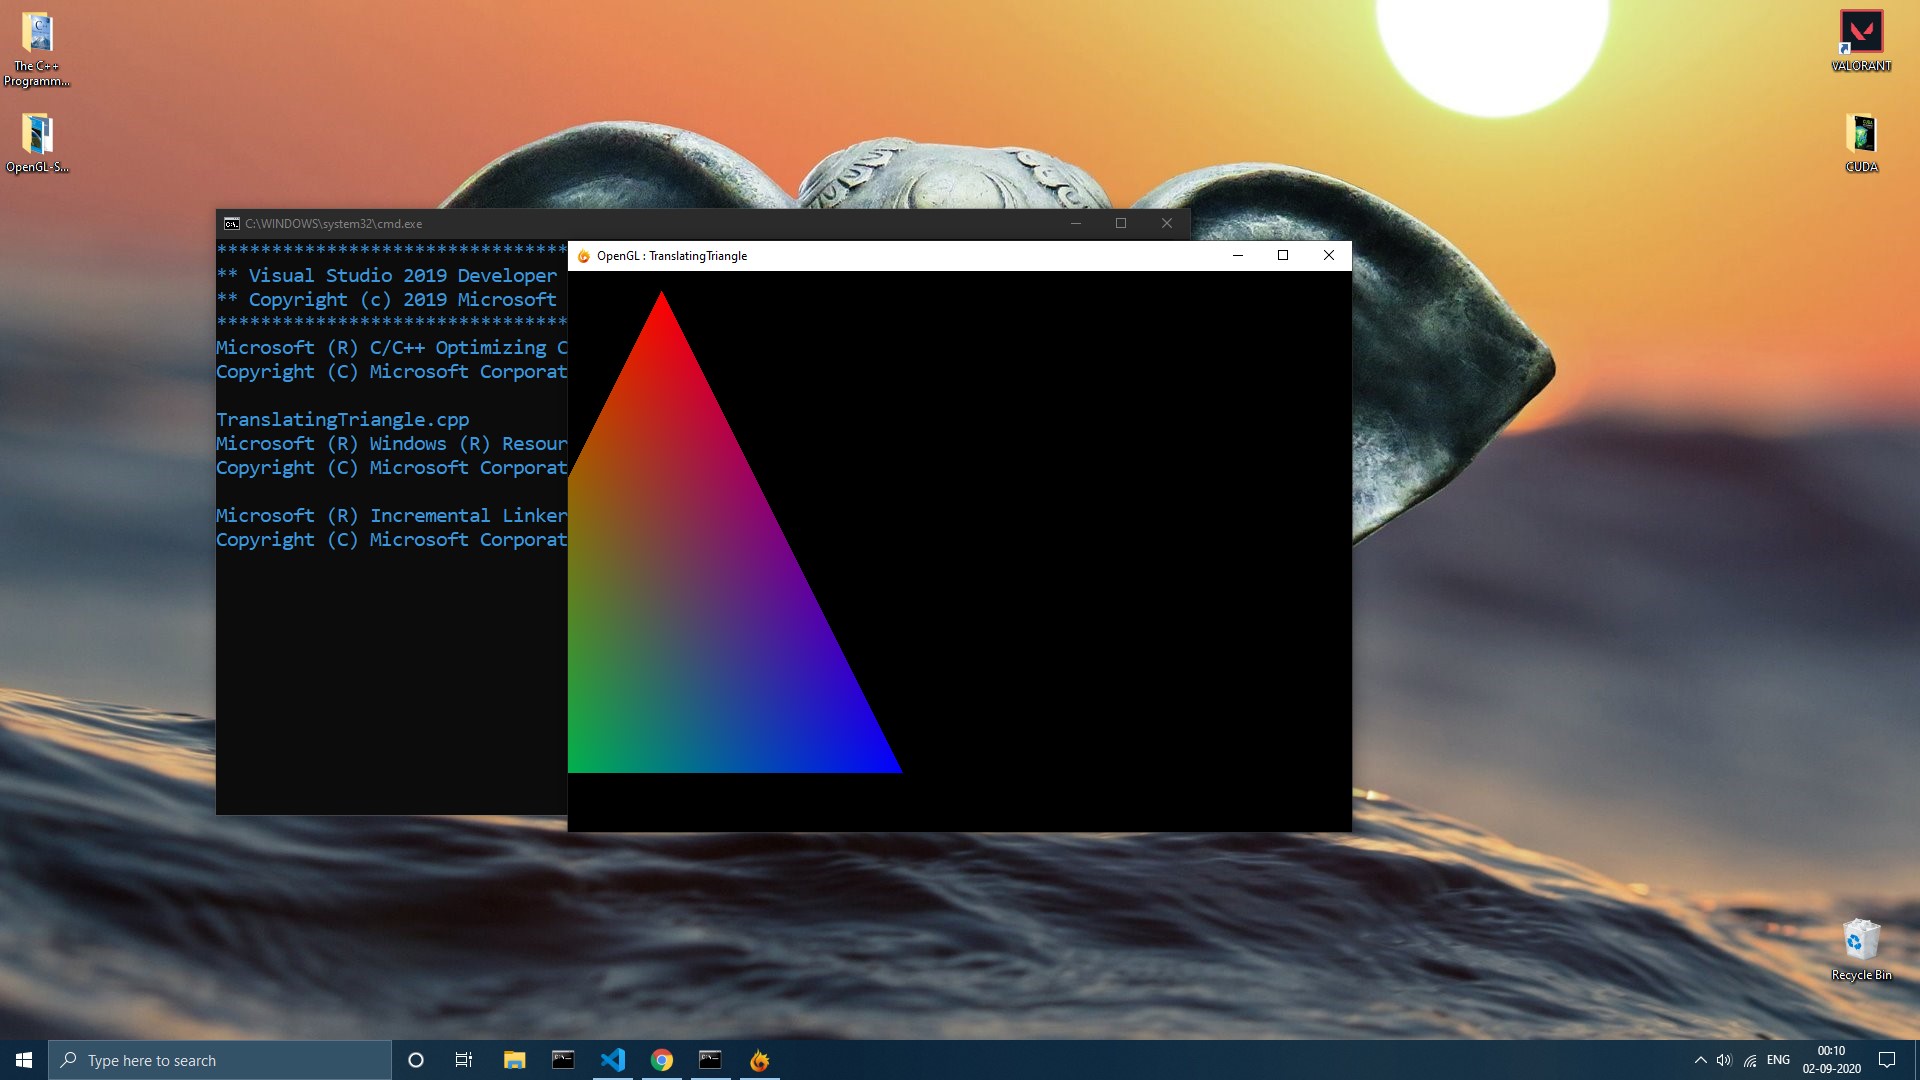 The C++
Programm...
OpenGL-S...
VALORANT
CUDA
C:\WINDOWS\system32\cmd.exe
**********************************
** Visual Studio 2019 Developer
** Copyright (c) 2019 Microsoft
**********************************
Microsoft (R) C/C++ Optimizing C
Copyright (C) Microsoft Corporat
TranslatingTriangle.cpp
Microsoft (R) Windows (R) Resour
Copyright (C) Microsoft Corporat
Microsoft (R) Incremental Linker
Copyright (C) Microsoft Corporat
OpenGL : TranslatingTriangle
Recycle Bin
Type here to search
ENG
00:10
02-09-2020